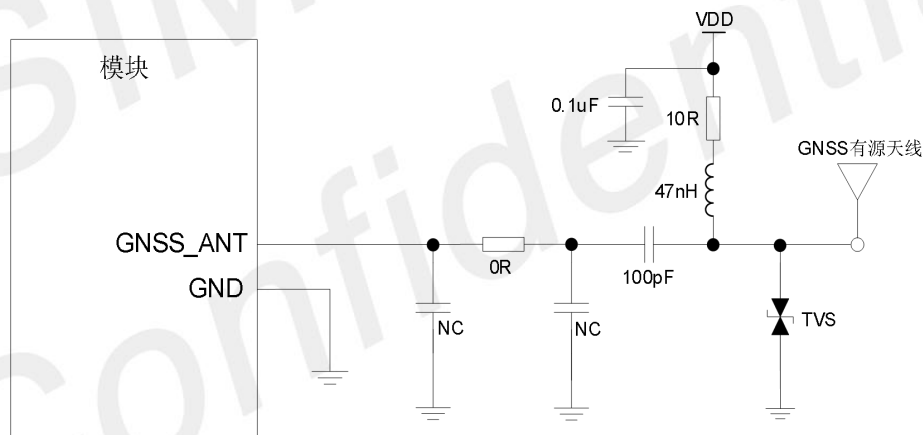 SIM
Confidenti
Confidential
VDD
模块
0.1uF
10R
GNSS有源天线
47nH
GNSS_ANT
0R
100pF
GND
NC
NC
TVS